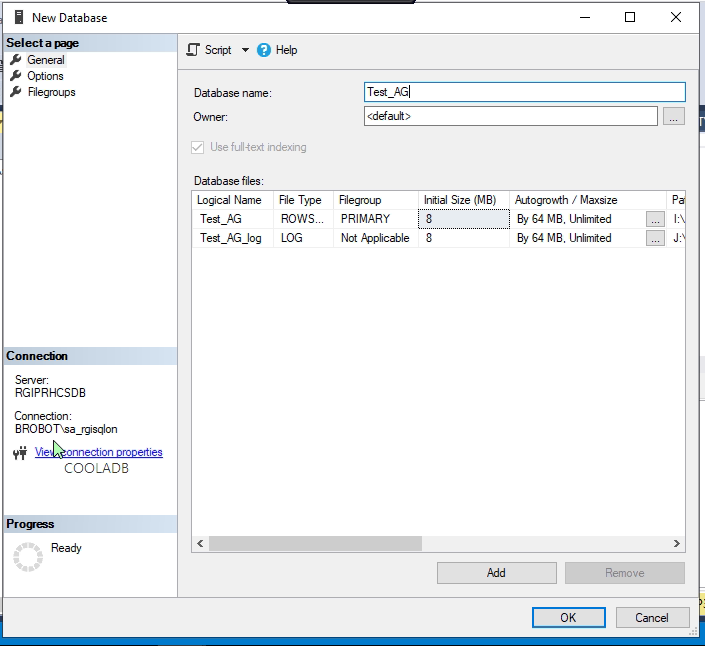 New Database
Select a page
General
Options
Filegroups
Script
Help
Database name:
Test_AG
Owner:
<default>
...
Use full-text indexing
Database files:
Logical Name File Type Filegroup Initial Size (MB) Autogrowth / Maxsize Pat
Test_AG ROWS... PRIMARY 8 By 64 MB, Unlimited ... I:\
Test_AG_log LOG Not Applicable 8 By 64 MB, Unlimited ... J:\
Connection
Server:
RGIPRHCSDB
Connection:
BROBOT\sa_rgisqlon
View connection properties
COOLADB
Progress
Ready
Add
Remove
OK
Cancel